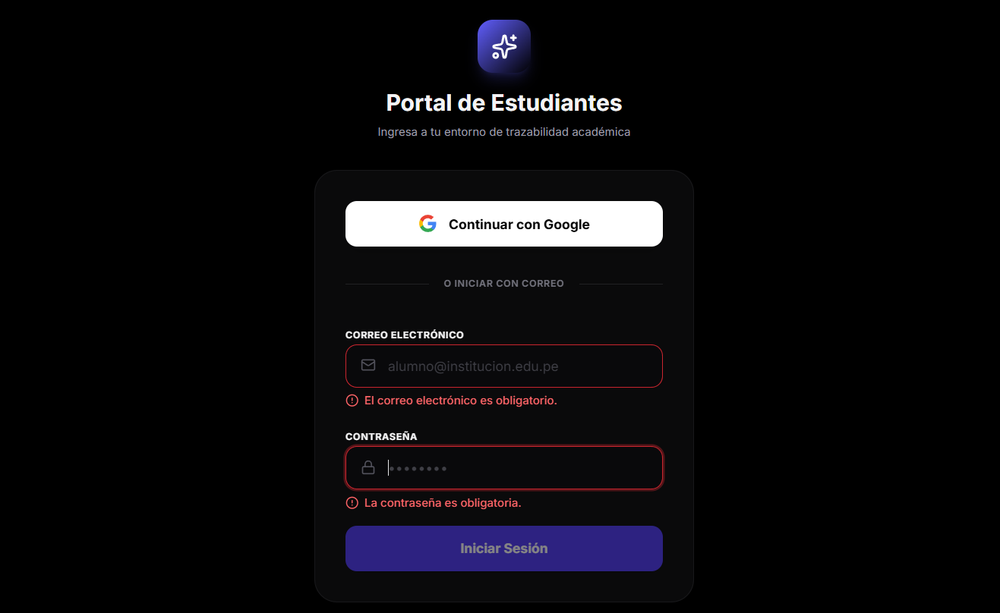 Portal de Estudiantes
Ingresa a tu entorno de trazabilidad académica
Continuar con Google
O INICIAR CON CORREO
CORREO ELECTRÓNICO
alumno@institucion.edu.pe
El correo electrónico es obligatorio.
CONTRASEÑA
••••••••
La contraseña es obligatoria.
Iniciar Sesión